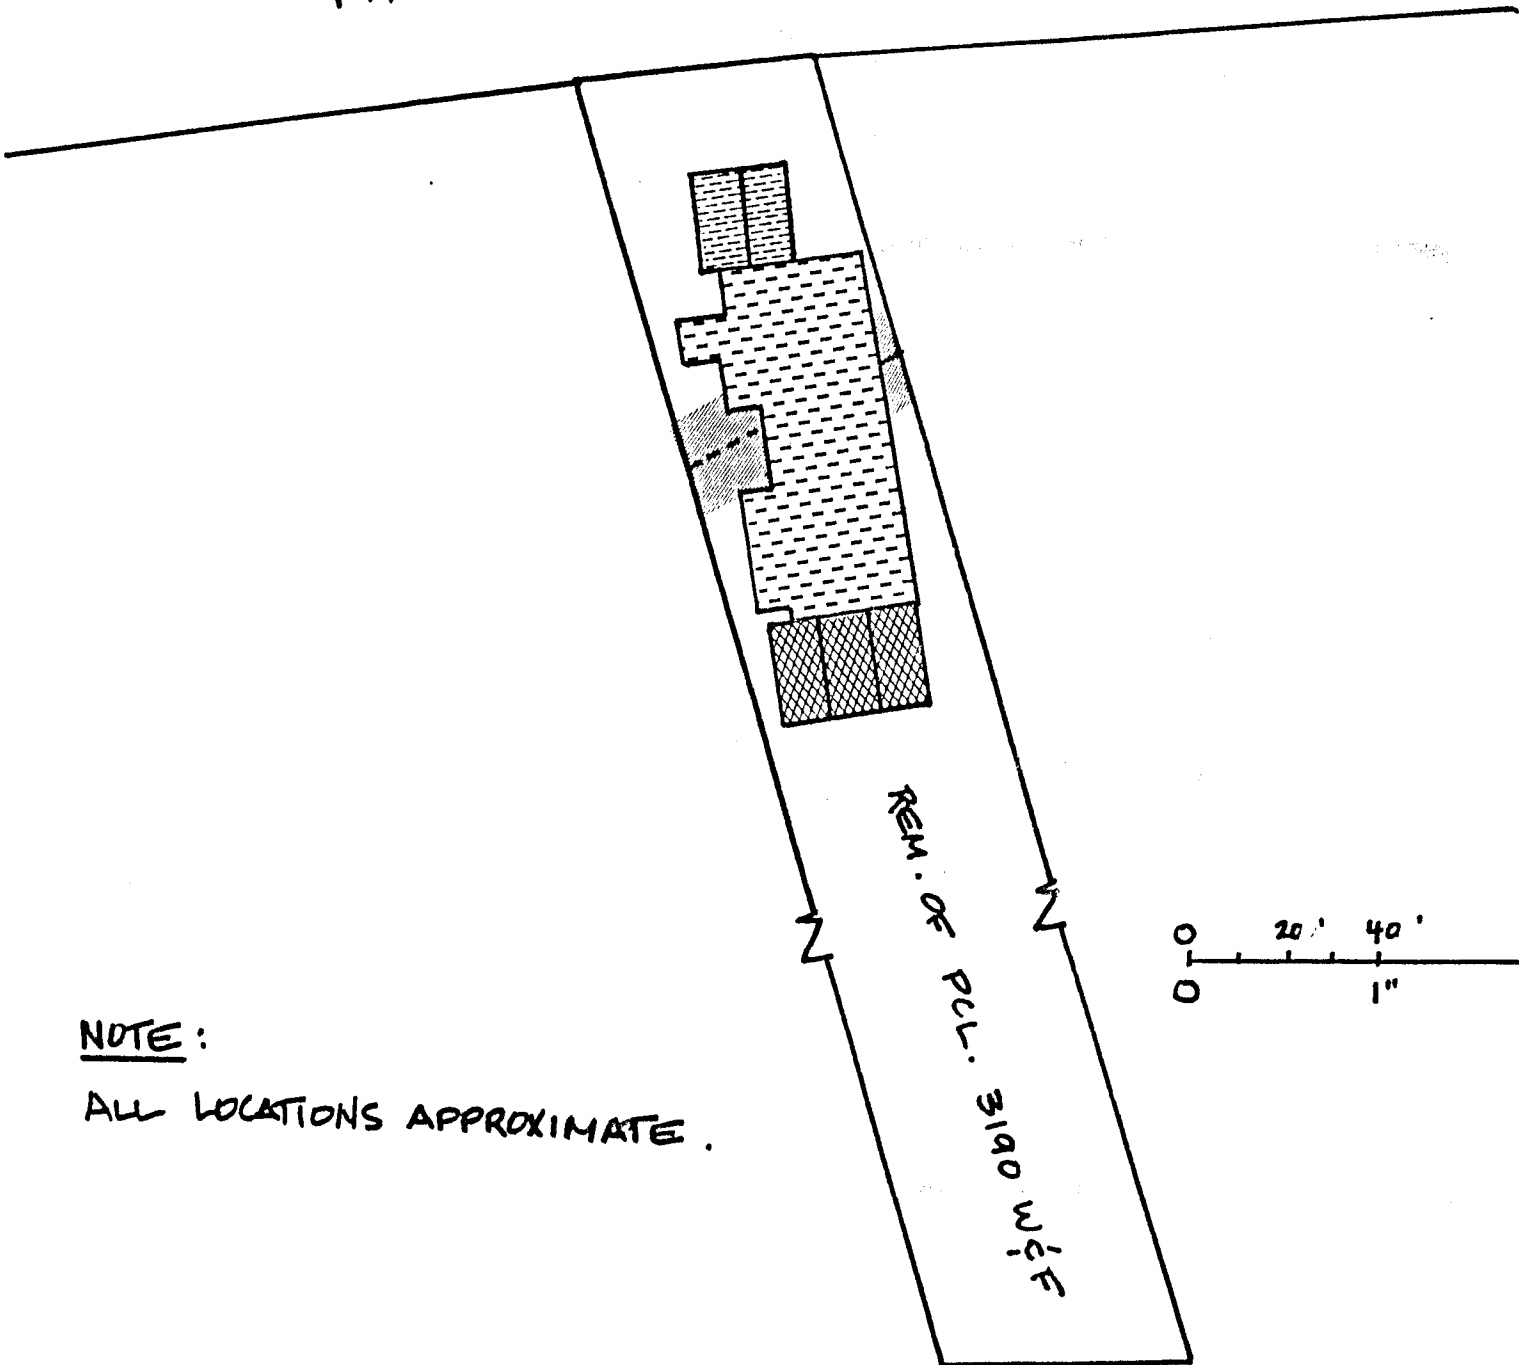 REM. OF PCL. 3190 W&F
0 20' 40'
0 1"
NOTE:
ALL LOCATIONS APPROXIMATE.